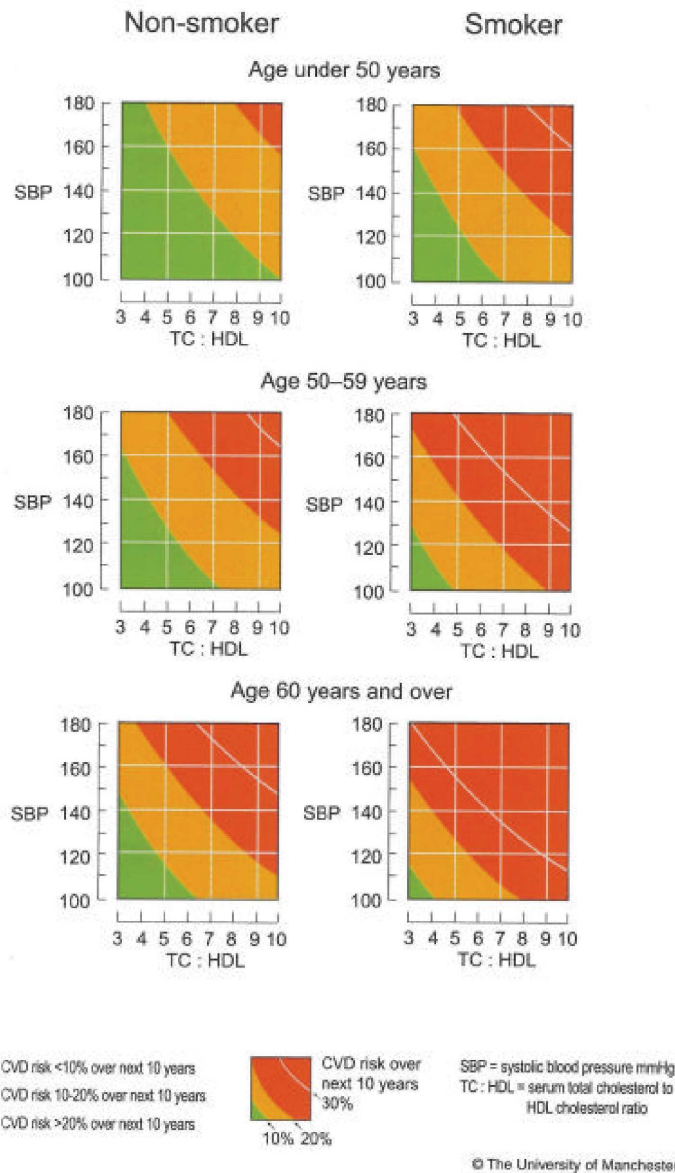 Non-smoker Smoker
Age under 50 years
180 180
160 160
SBP 140 SBP 140
120 120
100 100
3 4 5 6 7 8 9 10 3 4 5 6 7 8 9 10
TC : HDL TC : HDL
Age 50–59 years
180 180
160 160
SBP 140 SBP 140
120 120
100 100
3 4 5 6 7 8 9 10 3 4 5 6 7 8 9 10
TC : HDL TC : HDL
Age 60 years and over
180 180
160 160
SBP 140 SBP 140
120 120
100 100
3 4 5 6 7 8 9 10 3 4 5 6 7 8 9 10
TC : HDL TC : HDL
CVD risk <10% over next 10 years
CVD risk 10-20% over next 10 years
CVD risk >20% over next 10 years
CVD risk over
next 10 years
30%
10% 20%
SBP = systolic blood pressure mmHg
TC : HDL = serum total cholesterol to
HDL cholesterol ratio
© The University of Manchester